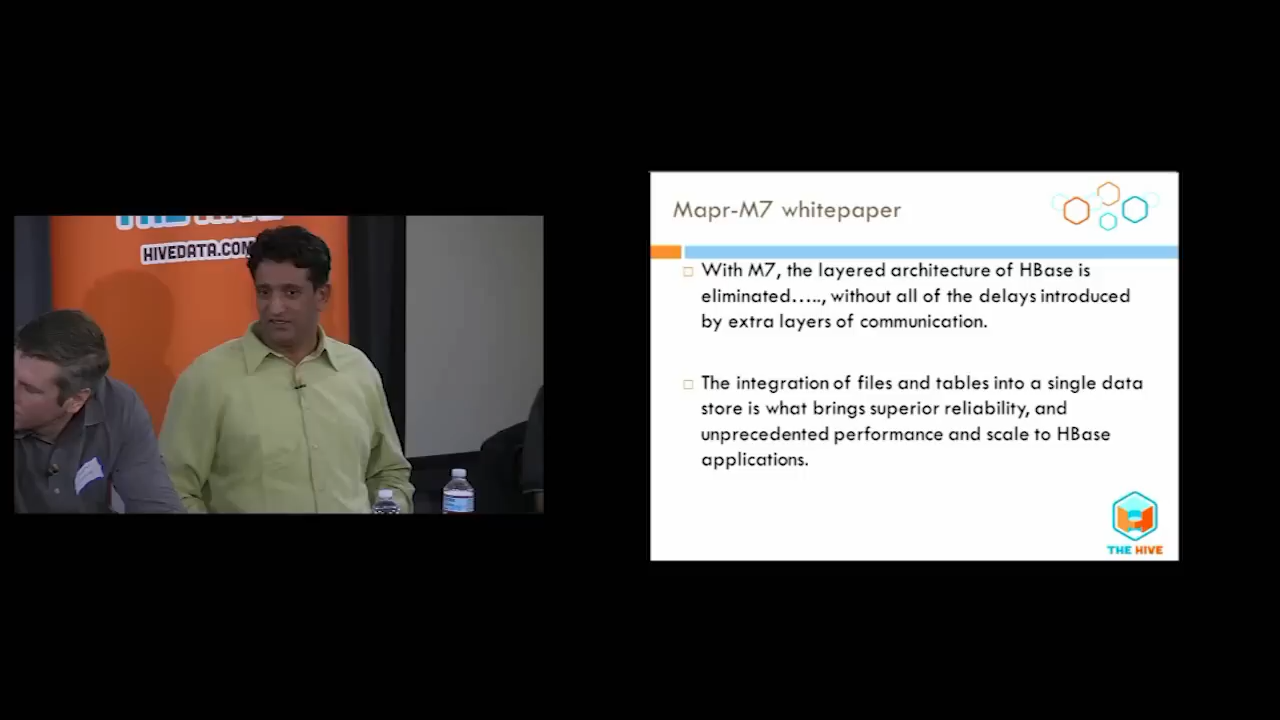 THE HIVE
HIVEDATA.COM
Mapr-M7 whitepaper
With M7, the layered architecture of HBase is
eliminated....., without all of the delays introduced
by extra layers of communication.
The integration of files and tables into a single data
store is what brings superior reliability, and
unprecedented performance and scale to HBase
applications.
THE HIVE